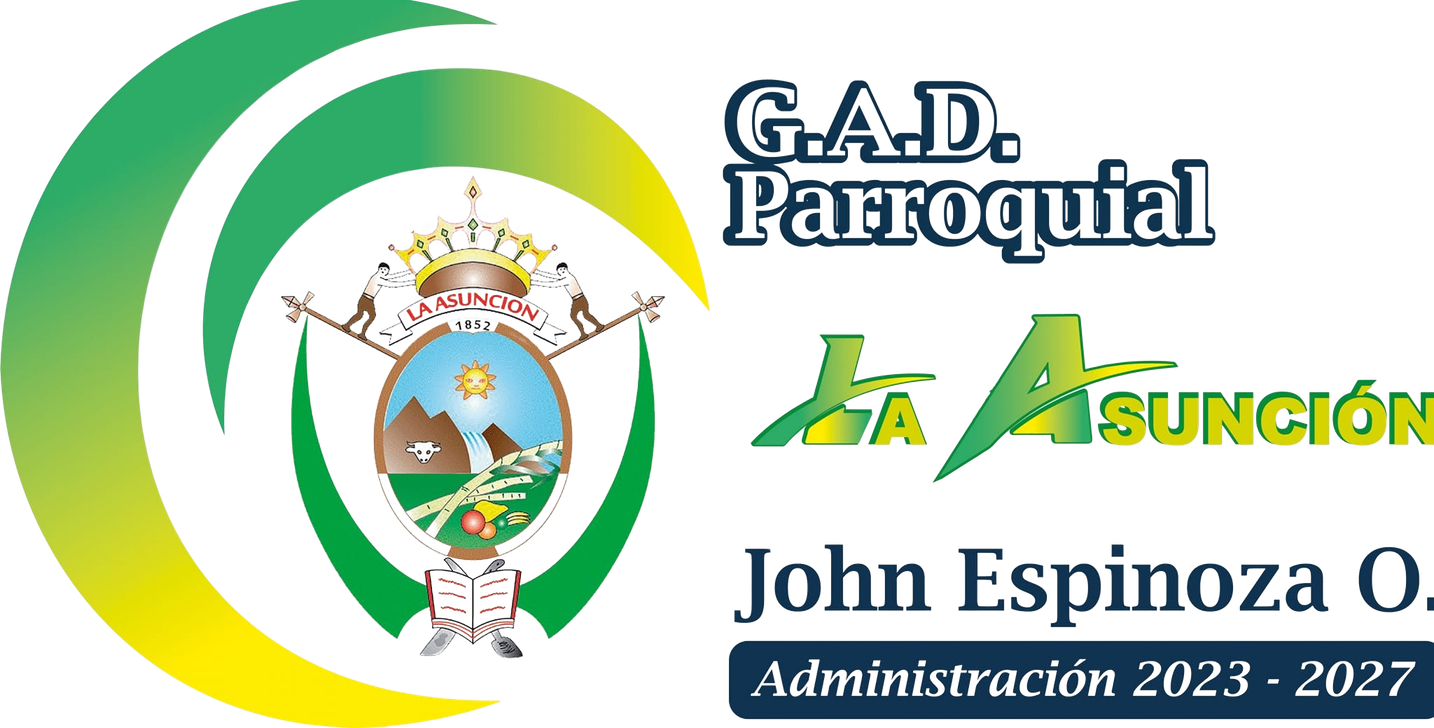 LA ASUNCION
1852
G.A.D.
Parroquial
LA ASUNCIÓN
John Espinoza O.
Administración 2023 - 2027